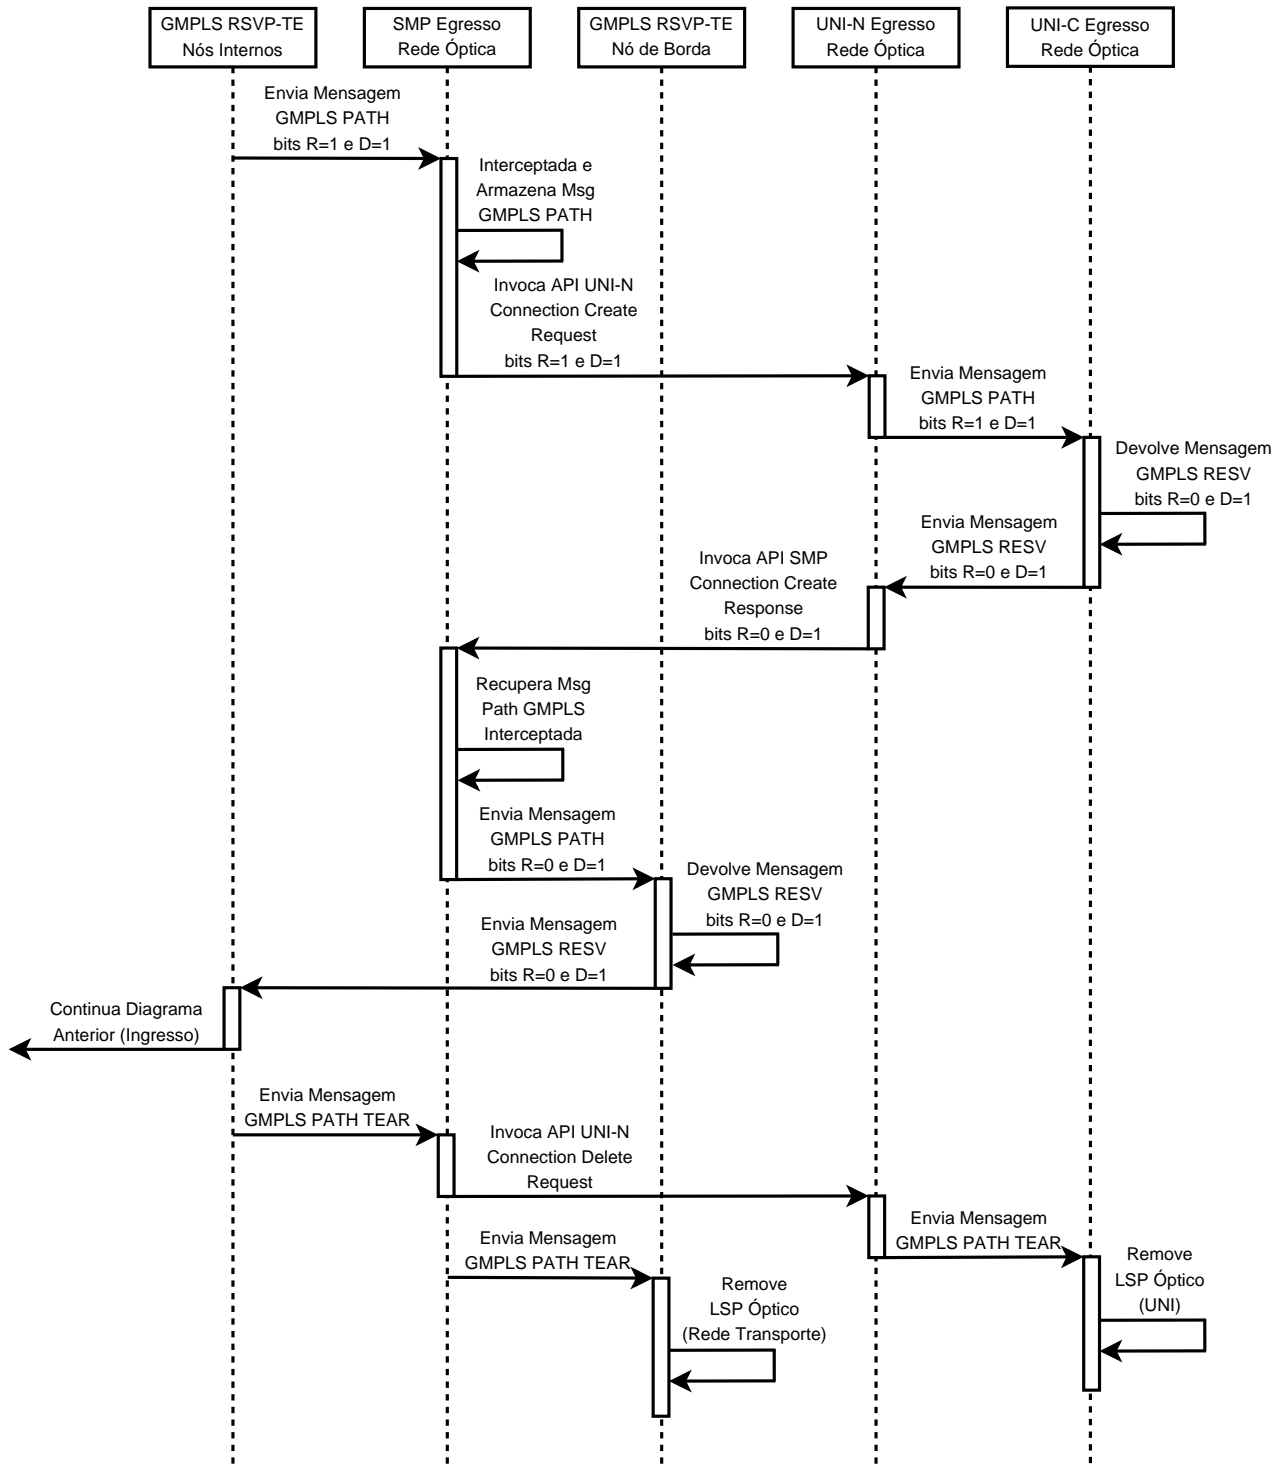 GMPLS RSVP-TE
Nós Internos
SMP Egresso
Rede Óptica
GMPLS RSVP-TE
Nó de Borda
UNI-N Egresso
Rede Óptica
UNI-C Egresso
Rede Óptica
Envia Mensagem
GMPLS PATH
bits R=1 e D=1
Interceptada e
Armazena Msg
GMPLS PATH
Invoca API UNI-N
Connection Create
Request
bits R=1 e D=1
Envia Mensagem
GMPLS PATH
bits R=1 e D=1
Devolve Mensagem
GMPLS RESV
bits R=0 e D=1
Envia Mensagem
GMPLS RESV
bits R=0 e D=1
Invoca API SMP
Connection Create
Response
bits R=0 e D=1
Recupera Msg
Path GMPLS
Interceptada
Envia Mensagem
GMPLS PATH
bits R=0 e D=1
Devolve Mensagem
GMPLS RESV
bits R=0 e D=1
Envia Mensagem
GMPLS RESV
bits R=0 e D=1
Continua Diagrama
Anterior (Ingresso)
Envia Mensagem
GMPLS PATH TEAR
Invoca API UNI-N
Connection Delete
Request
Envia Mensagem
GMPLS PATH TEAR
Envia Mensagem
GMPLS PATH TEAR
Remove
LSP Óptico
(UNI)
Remove
LSP Óptico
(Rede Transporte)